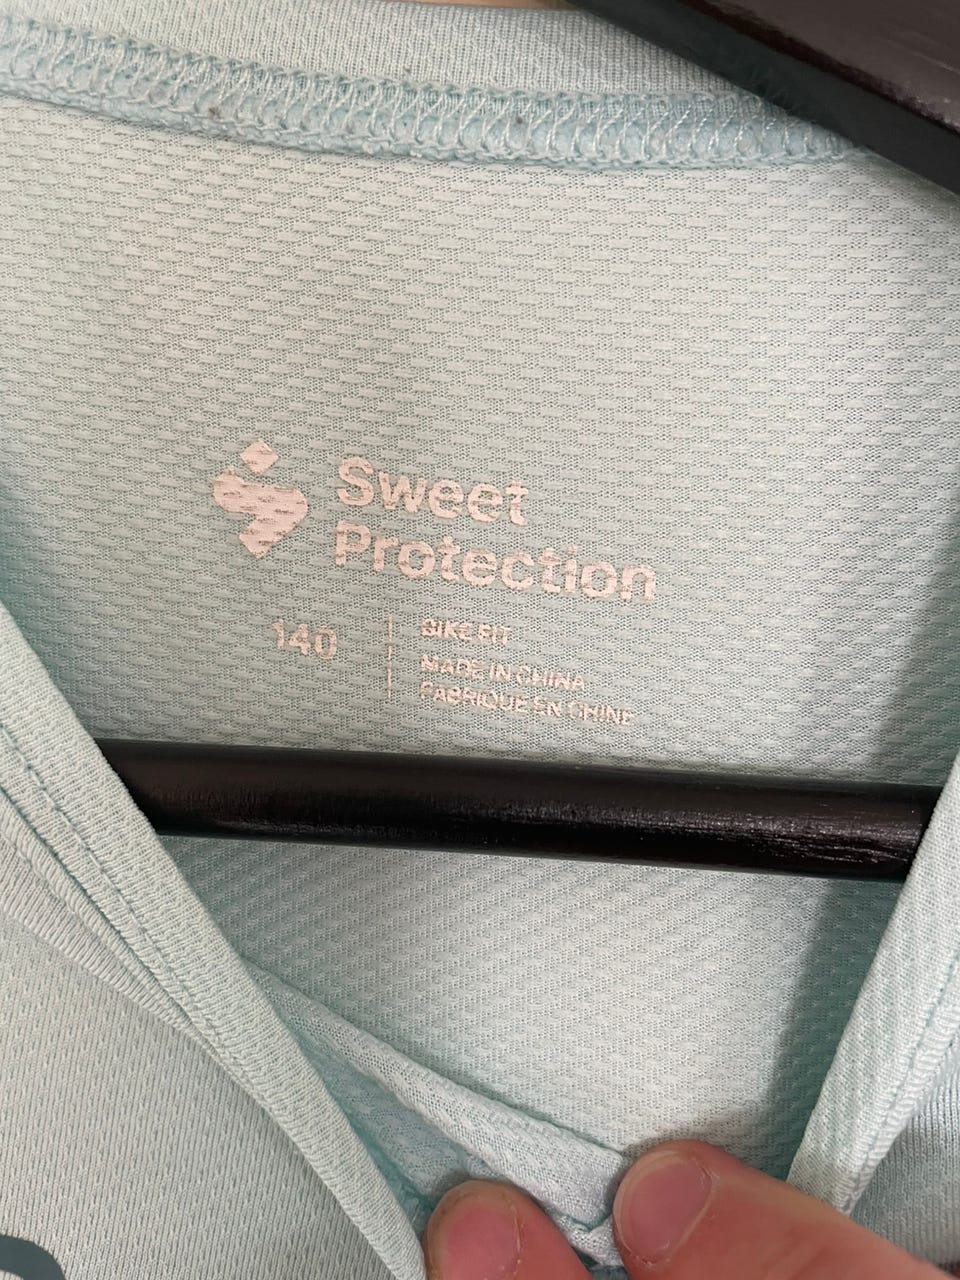 Sweet
Protection
140
BIKE FIT
MADE IN CHINA
FABRIQUE EN CHINE